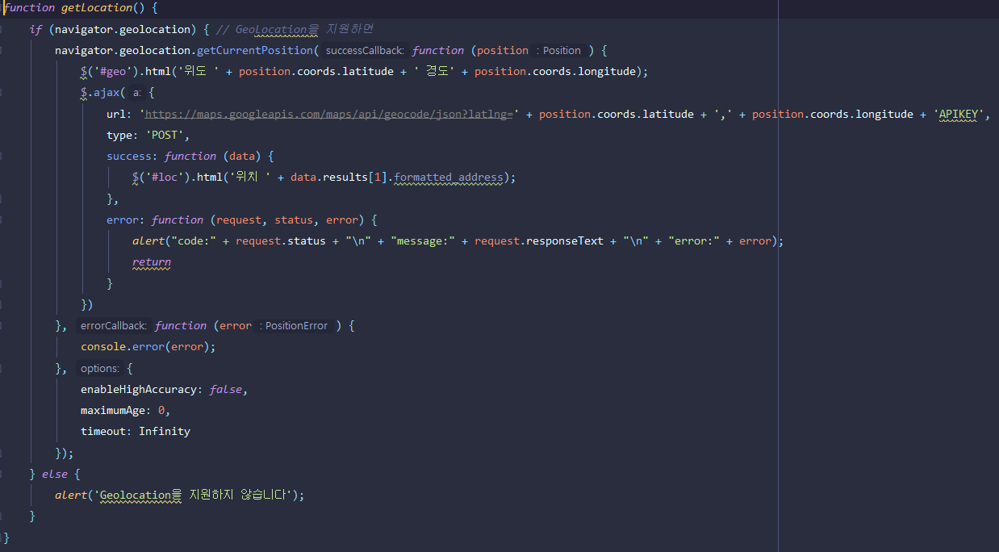 function getLocation() {
if (navigator.geolocation) { // GeoLocation을 지원하면
navigator.geolocation.getCurrentPosition( successCallback: function (position : Position ) {
$('#geo').html('위도 ' + position.coords.latitude + ' 경도' + position.coords.longitude);
$.ajax( a: {
url: 'https://maps.googleapis.com/maps/api/geocode/json?latlng=' + position.coords.latitude + ',' + position.coords.longitude + 'APIKEY',
type: 'POST',
success: function (data) {
$('#loc').html('위치 ' + data.results[1].formatted_address);
},
error: function (request, status, error) {
alert("code:" + request.status + "\n" + "message:" + request.responseText + "\n" + "error:" + error);
return
}
})
}, errorCallback: function (error : PositionError ) {
console.error(error);
}, options: {
enableHighAccuracy: false,
maximumAge: 0,
timeout: Infinity
});
} else {
alert('Geolocation을 지원하지 않습니다');
}
}